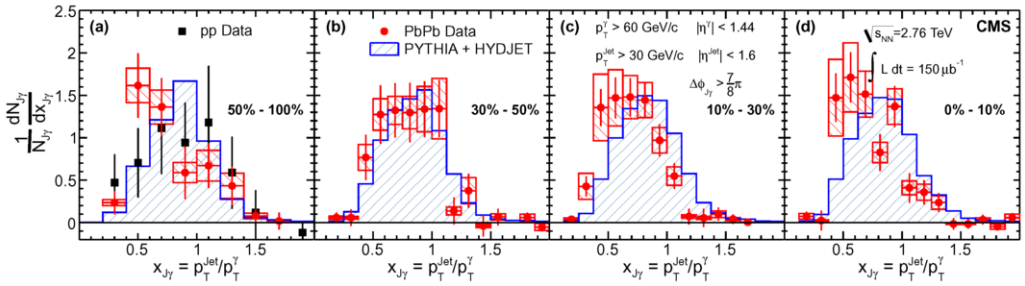 (a) pp Data
50% - 100%
(b) PbPb Data
PYTHIA + HYDJET
30% - 50%
(c) p_T^γ > 60 GeV/c |η^γ| < 1.44
p_T^Jet > 30 GeV/c |η^Jet| < 1.6
Δφ_Jγ > 7/8 π
10% - 30%
(d) CMS
√s_NN = 2.76 TeV
∫ L dt = 150 μb^-1
0% - 10%
1/N_Jγ dN_Jγ/dx_Jγ
2
1.5
1
0.5
0
0.5 1 1.5
0.5 1 1.5
0.5 1 1.5
0.5 1 1.5
x_Jγ = p_T^Jet/p_T^γ
x_Jγ = p_T^Jet/p_T^γ
x_Jγ = p_T^Jet/p_T^γ
x_Jγ = p_T^Jet/p_T^γ